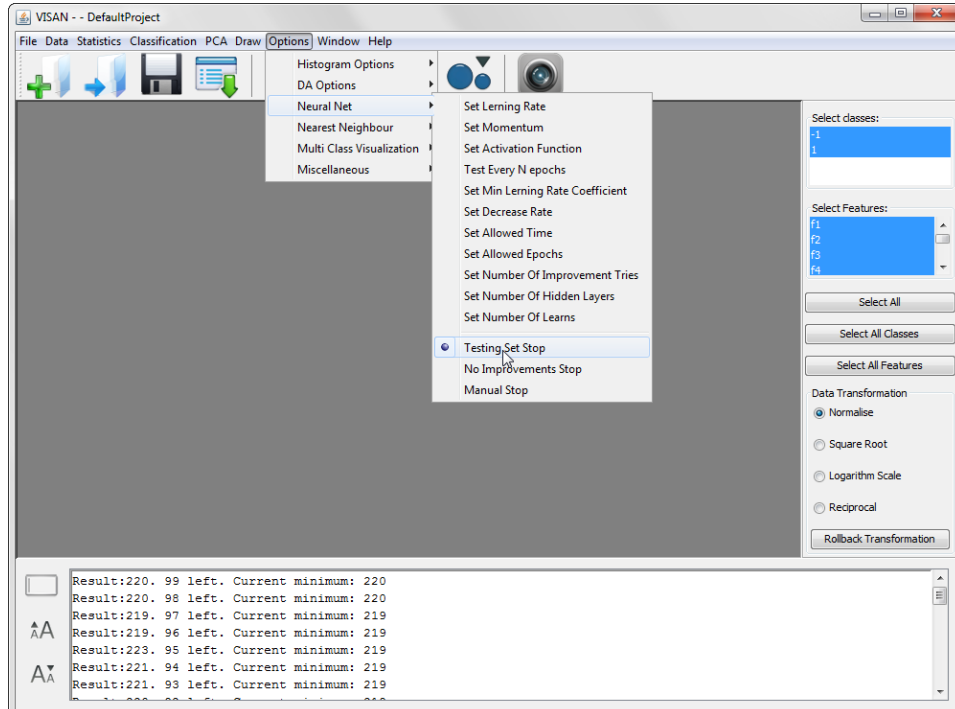 VISAN - - DefaultProject
File Data Statistics Classification PCA Draw Options Window Help
Histogram Options
DA Options
Neural Net
Nearest Neighbour
Multi Class Visualization
Miscellaneous
Set Lerning Rate
Set Momentum
Set Activation Function
Test Every N epochs
Set Min Lerning Rate Coefficient
Set Decrease Rate
Set Allowed Time
Set Allowed Epochs
Set Number Of Improvement Tries
Set Number Of Hidden Layers
Set Number Of Learns
Testing Set Stop
No Improvements Stop
Manual Stop
Select classes:
-1
1
Select Features:
f1
f2
f3
f4
Select All
Select All Classes
Select All Features
Data Transformation
Normalise
Square Root
Logarithm Scale
Reciprocal
Rollback Transformation
AA
AA
Result:220. 99 left. Current minimum: 220
Result:220. 98 left. Current minimum: 220
Result:219. 97 left. Current minimum: 219
Result:219. 96 left. Current minimum: 219
Result:223. 95 left. Current minimum: 219
Result:221. 94 left. Current minimum: 219
Result:221. 93 left. Current minimum: 219